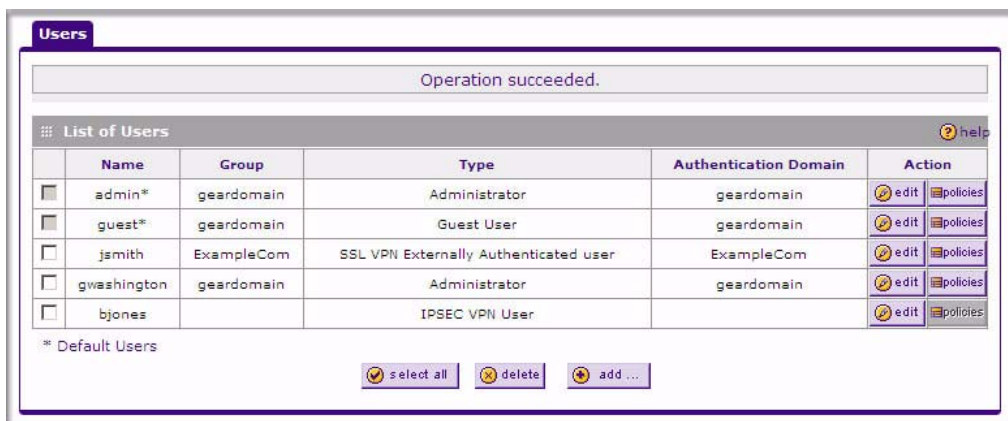 Users
Operation succeeded.
List of Users
help
Name Group Type Authentication Domain Action
admin* geardomain Administrator geardomain edit policies
guest* geardomain Guest User geardomain edit policies
jsmith ExampleCom SSL VPN Externally Authenticated user ExampleCom edit policies
gwashington geardomain Administrator geardomain edit policies
bjones IPSEC VPN User edit policies
* Default Users
select all delete add ...